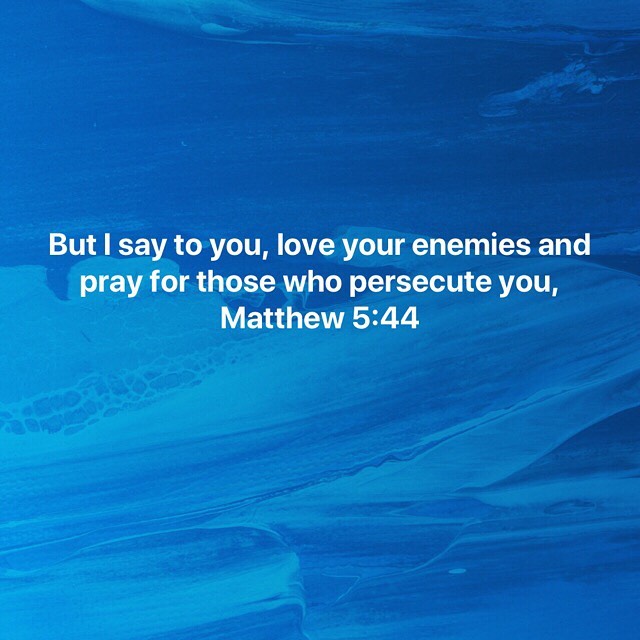 But I say to you, love your enemies and
pray for those who persecute you,
Matthew 5:44